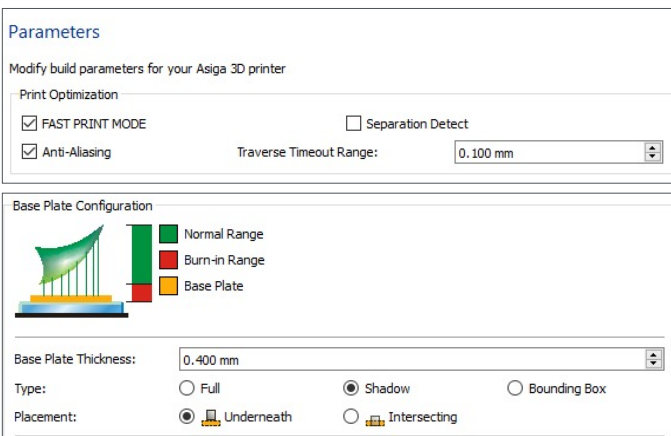 Parameters
Modify build parameters for your Asiga 3D printer
Print Optimization
FAST PRINT MODE Separation Detect
Anti-Aliasing Traverse Timeout Range: 0.100 mm
Base Plate Configuration
Normal Range
Burn-in Range
Base Plate
Base Plate Thickness: 0.400 mm
Type: Full Shadow Bounding Box
Placement: Underneath Intersecting